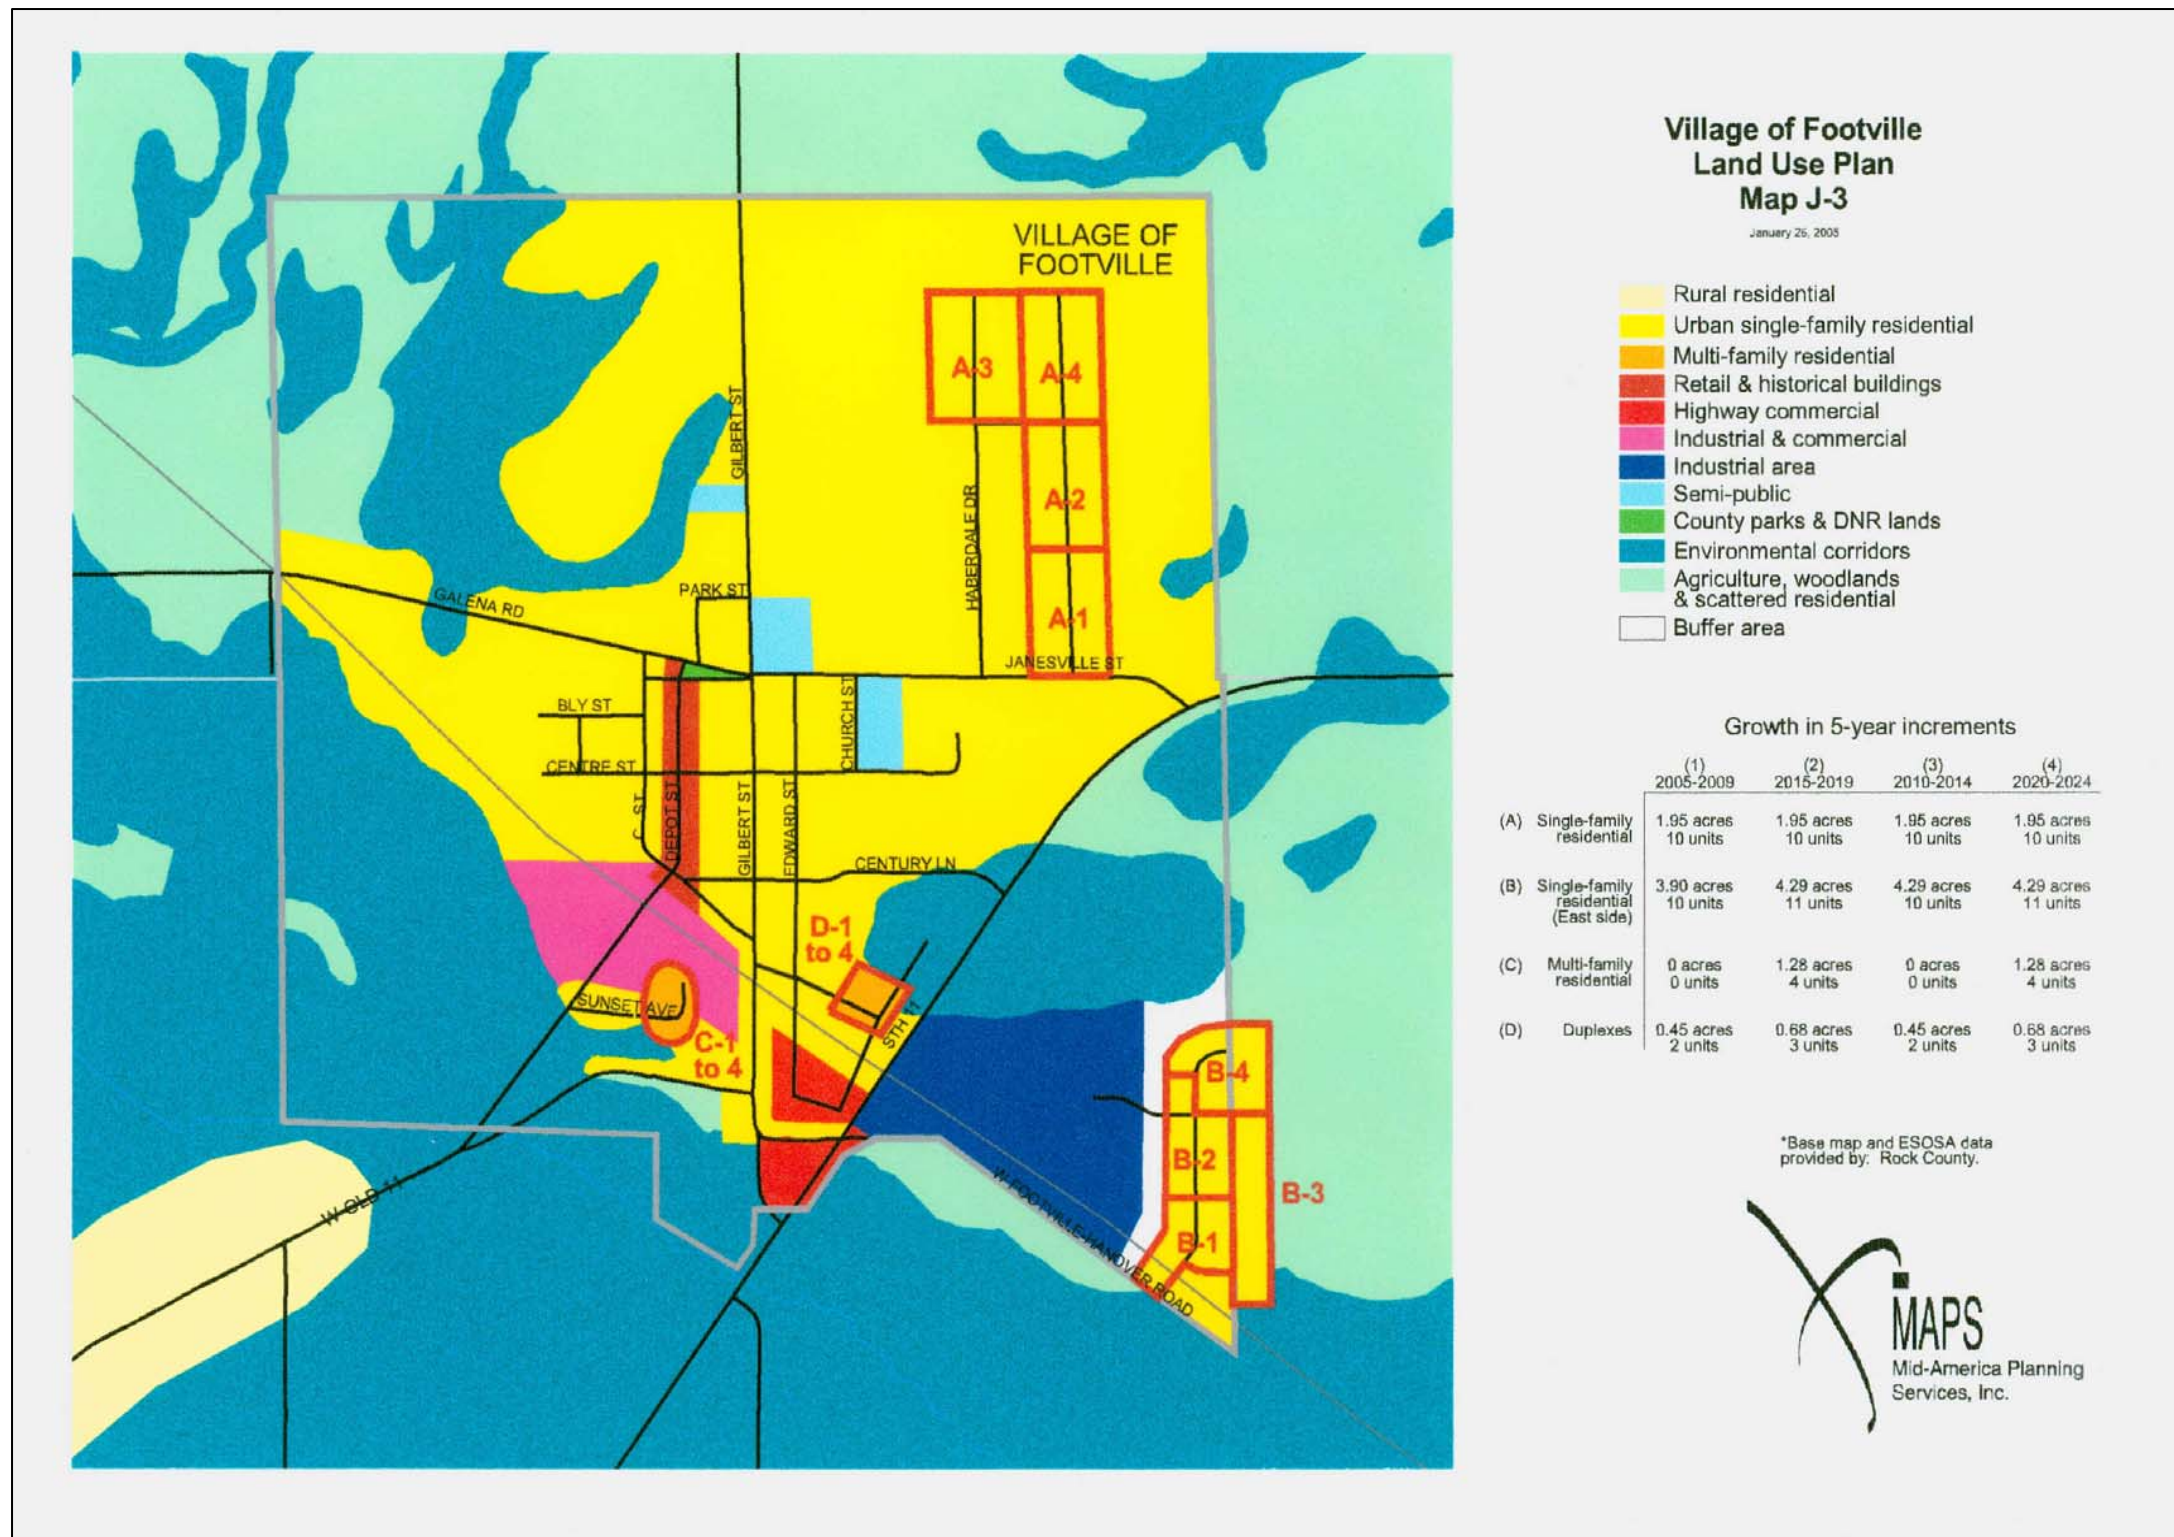 Village of Footville
Land Use Plan
Map J-3
January 26, 2005
VILLAGE OF
FOOTVILLE
A-3
A-4
A-2
A-1
GILBERT ST
HABERDALE DR
PARK ST
GALENA RD
JANESVILLE ST
BLY ST
CENTRE ST
CHURCH ST
C ST
DEPOT ST
GILBERT ST
EDWARD ST
CENTURY LN
D-1
to 4
SUNSET AVE
C-1
to 4
STH 11
B-4
B-2
B-3
B-1
W OLD 11
W FOOTVILLE-HANOVER ROAD
Rural residential
Urban single-family residential
Multi-family residential
Retail & historical buildings
Highway commercial
Industrial & commercial
Industrial area
Semi-public
County parks & DNR lands
Environmental corridors
Agriculture, woodlands
& scattered residential
Buffer area
Growth in 5-year increments
(1) (2) (3) (4)
2005-2009 2015-2019 2010-2014 2020-2024
(A) Single-family 1.95 acres 1.95 acres 1.95 acres 1.95 acres
residential 10 units 10 units 10 units 10 units
(B) Single-family 3.90 acres 4.29 acres 4.29 acres 4.29 acres
residential 10 units 11 units 10 units 11 units
(East side)
(C) Multi-family 0 acres 1.28 acres 0 acres 1.28 acres
residential 0 units 4 units 0 units 4 units
(D) Duplexes 0.45 acres 0.68 acres 0.45 acres 0.68 acres
2 units 3 units 2 units 3 units
*Base map and ESOSA data
provided by: Rock County.
MAPS
Mid-America Planning
Services, Inc.